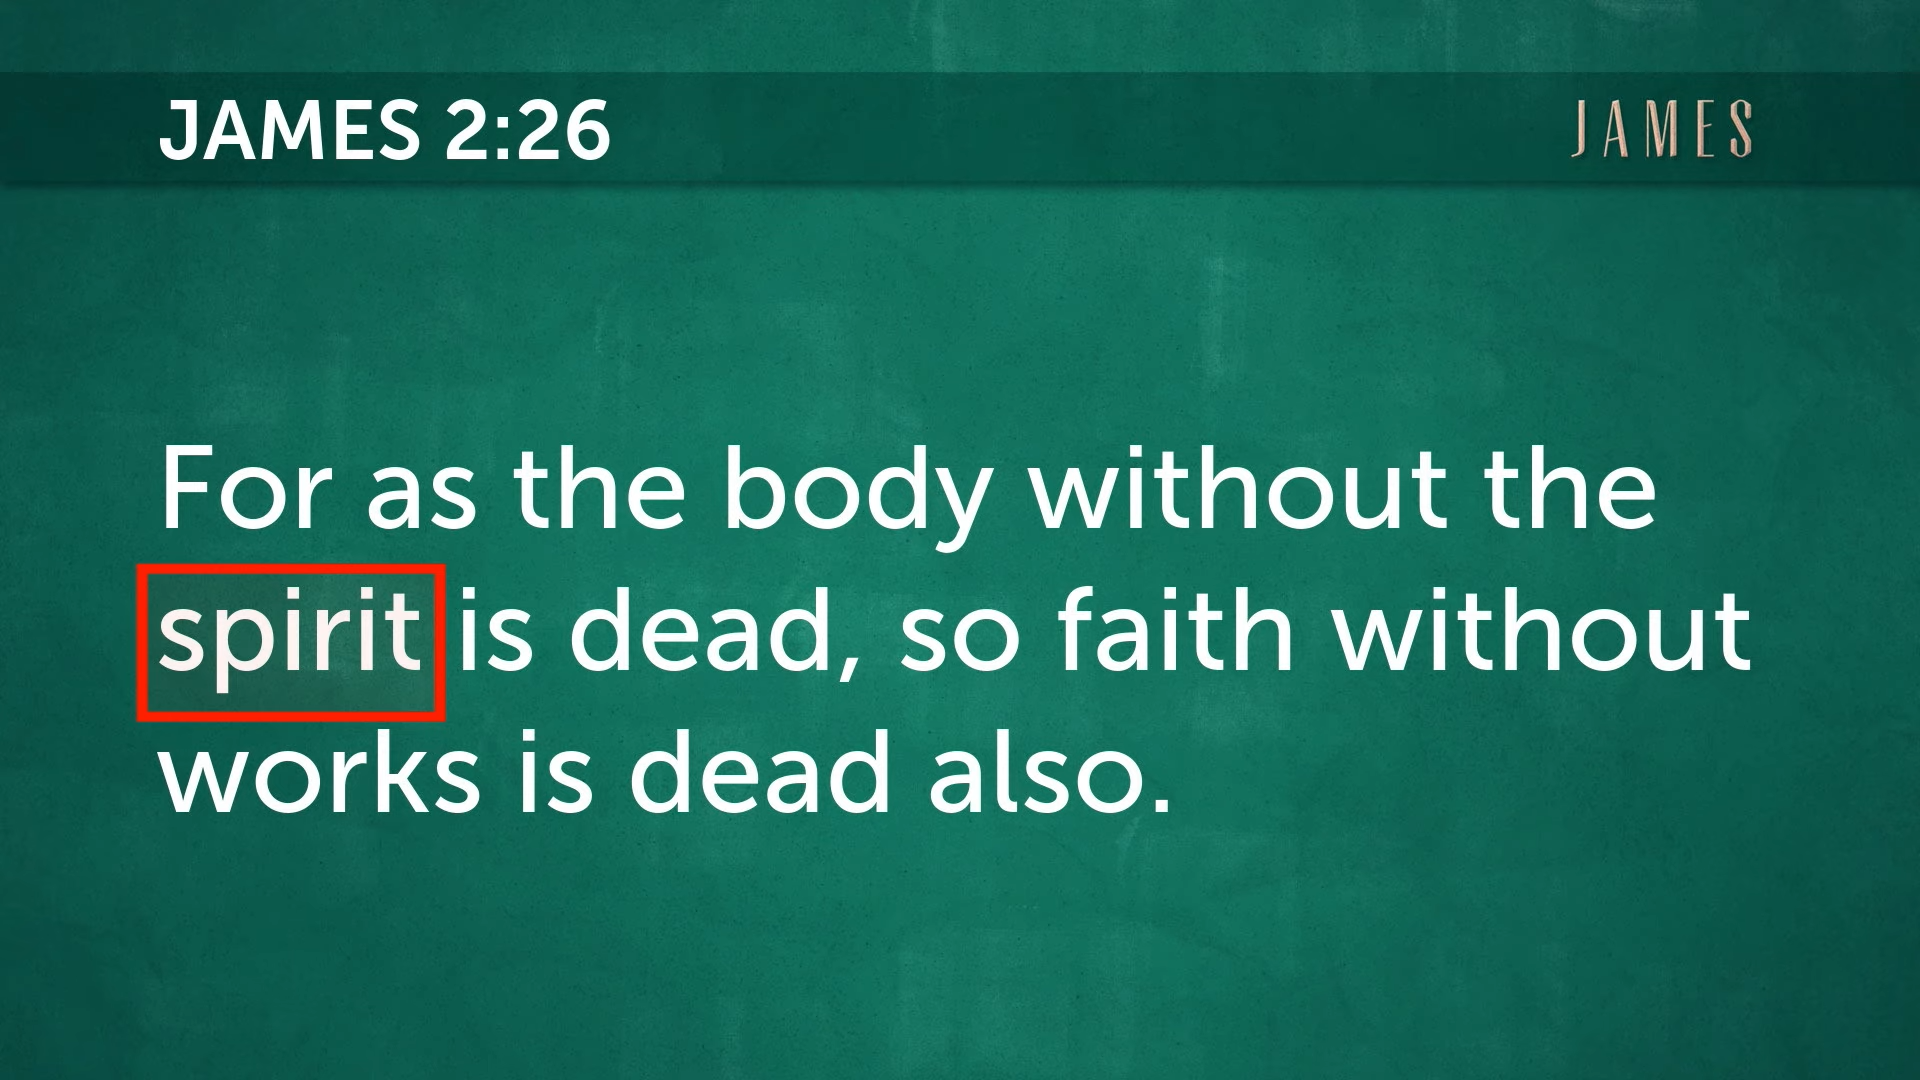 JAMES 2:26
JAMES
For as the body without the
spirit is dead, so faith without
works is dead also.